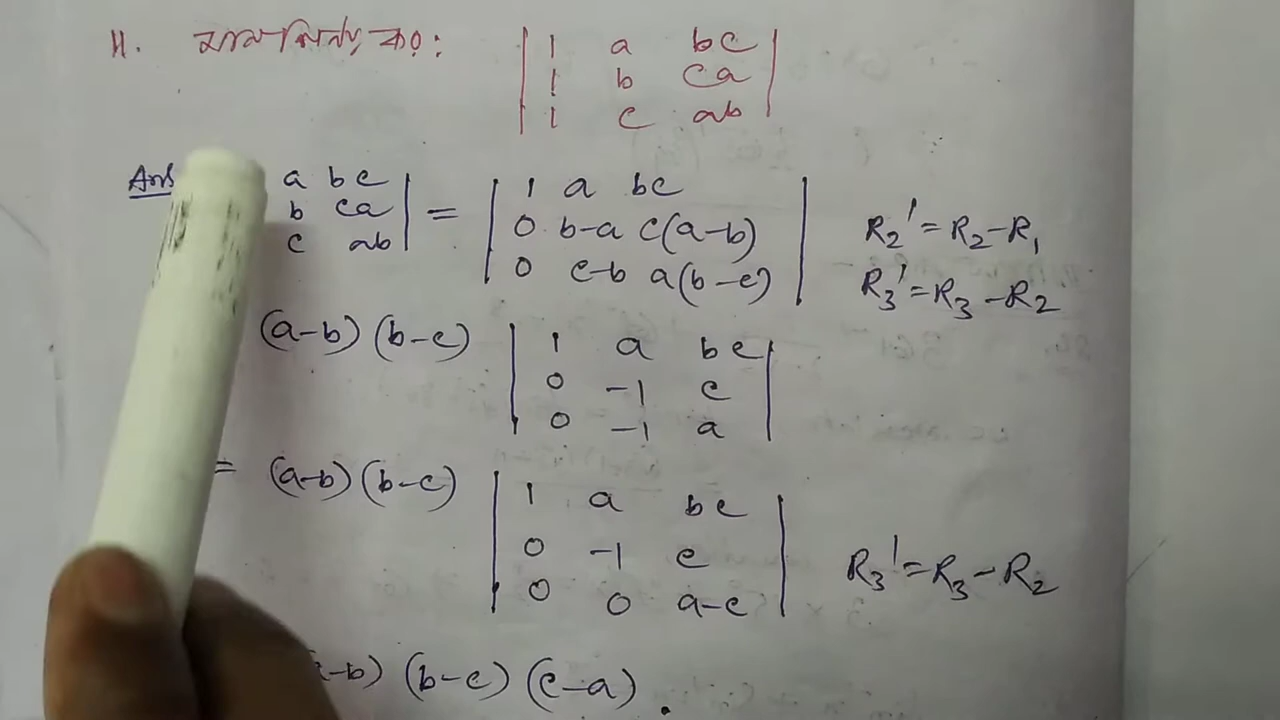 11. মান নির্ণয় কর: | 1 a bc |
| 1 b ca |
| 1 c ab |
Ans a bc | = | 1 a bc |
b ca | | 0 b-a c(a-b) | R₂' = R₂-R₁
c ab | | 0 c-b a(b-c) | R₃' = R₃-R₂
(a-b) (b-c) | 1 a bc |
| 0 -1 c |
| 0 -1 a |
= (a-b) (b-c) | 1 a bc |
| 0 -1 c | R₃' = R₃-R₂
| 0 0 a-c |
-b) (b-c) (c-a).